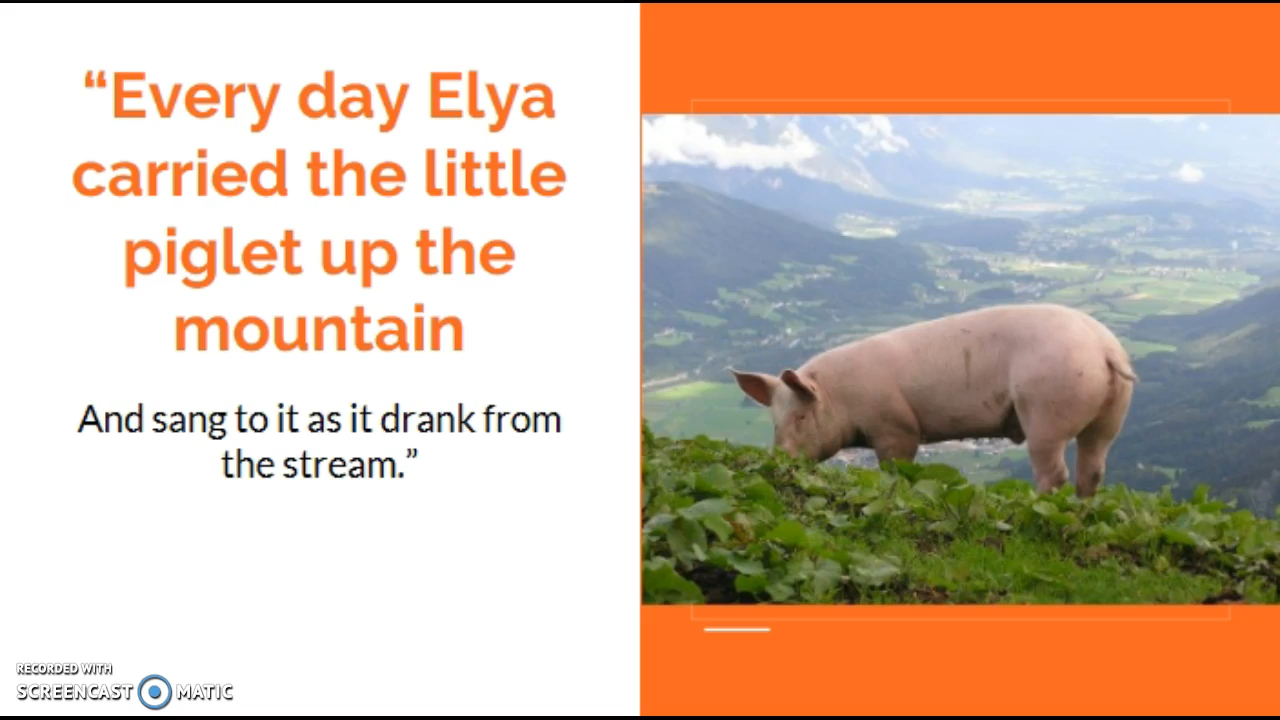 “Every day Elya
carried the little
piglet up the
mountain
And sang to it as it drank from
the stream.”
RECORDED WITH
SCREENCAST MATIC